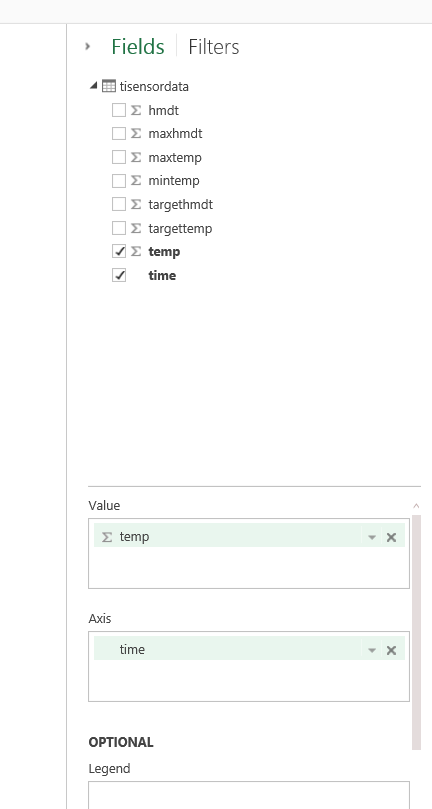 Fields Filters
tisensordata
Σ hmdt
Σ maxhmdt
Σ maxtemp
Σ mintemp
Σ targethmdt
Σ targettemp
Σ temp
time
Value
Σ temp
Axis
time
OPTIONAL
Legend